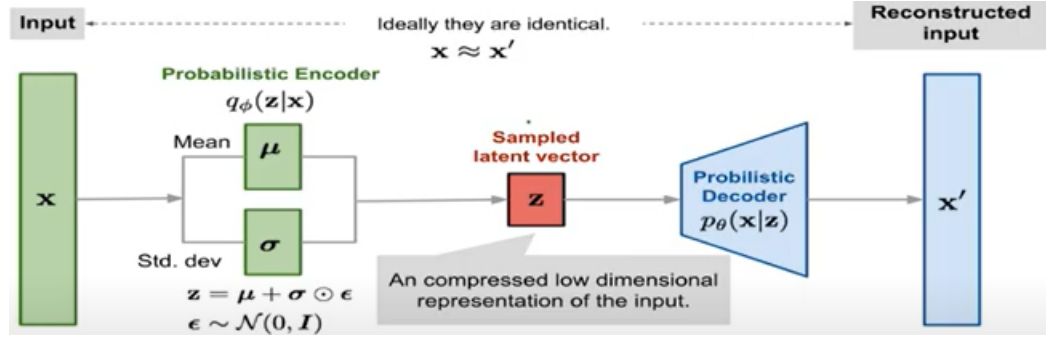 Input
Ideally they are identical.
x ≈ x′
Reconstructed
input
Probabilistic Encoder
qϕ(z|x)
Mean
μ
x
σ
Std. dev
z = μ + σ ⊙ ϵ
ϵ ∼ 𝒩(0, I)
Sampled
latent vector
z
An compressed low dimensional
representation of the input.
Probilistic
Decoder
pθ(x|z)
x′